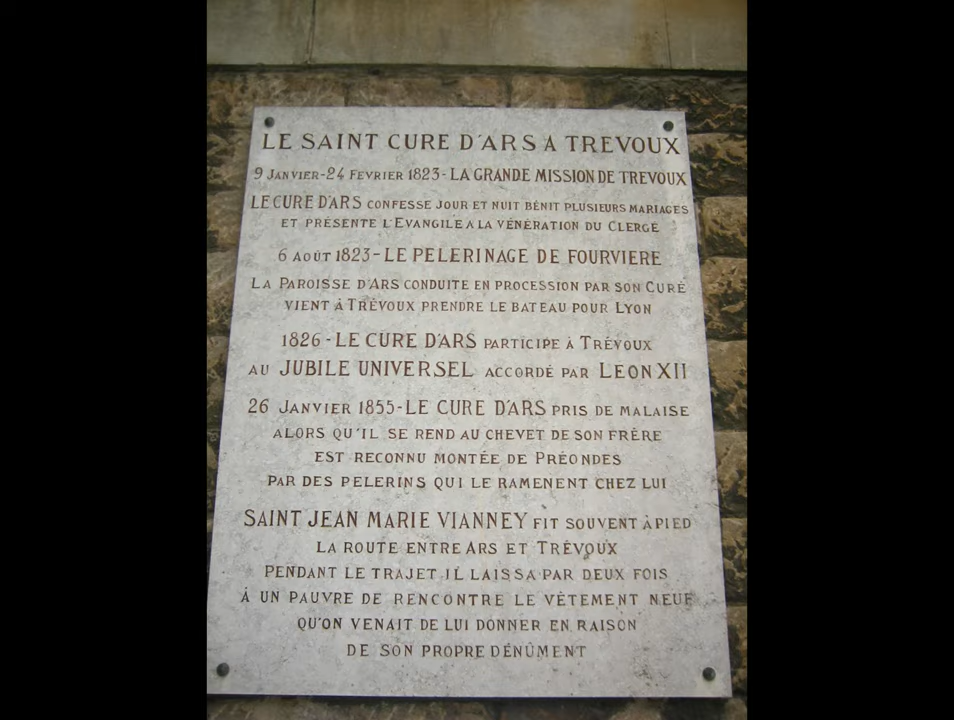 LE SAINT CURE D'ARS A TREVOUX
9 JANVIER-24 FEVRIER 1823-LA GRANDE MISSION DE TREVOUX
LE CURE D'ARS CONFESSE JOUR ET NUIT BÉNIT PLUSIEURS MARIAGES
ET PRÉSENTE L'EVANGILE A LA VÉNÉRATION DU CLERGE
6 AOÛT 1823-LE PELERINAGE DE FOURVIERE
LA PAROISSE D'ARS CONDUITE EN PROCESSION PAR SON CURÉ
VIENT À TRÉVOUX PRENDRE LE BATEAU POUR LYON
1826-LE CURE D'ARS PARTICIPE À TRÉVOUX
AU JUBILE UNIVERSEL ACCORDÉ PAR LEON XII
26 JANVIER 1855-LE CURE D'ARS PRIS DE MALAISE
ALORS QU'IL SE REND AU CHEVET DE SON FRÈRE
EST RECONNU MONTÉE DE PRÉONDES
PAR DES PELERINS QUI LE RAMENENT CHEZ LUI
SAINT JEAN MARIE VIANNEY FIT SOUVENT À PIED
LA ROUTE ENTRE ARS ET TRÉVOUX
PENDANT LE TRAJET IL LAISSA PAR DEUX FOIS
À UN PAUVRE DE RENCONTRE LE VÊTEMENT NEUF
QU'ON VENAIT DE LUI DONNER EN RAISON
DE SON PROPRE DÉNÛMENT